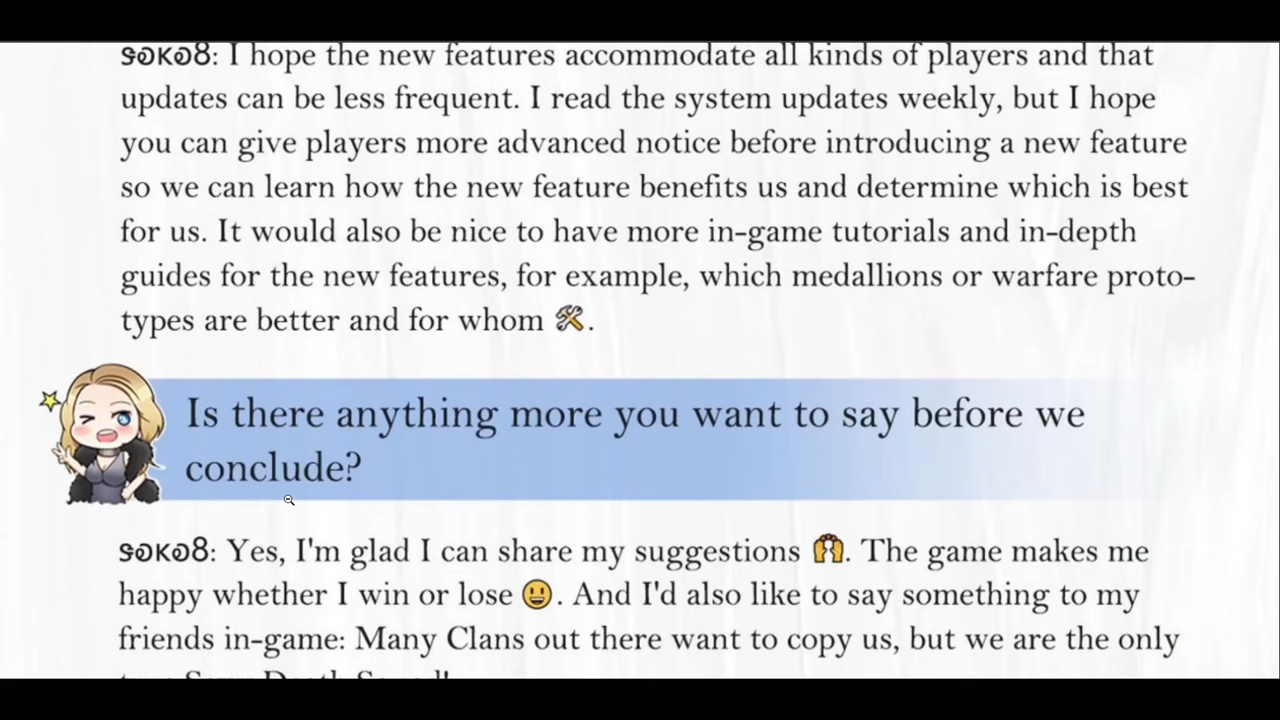 ꌗꂦKꂦ8: I hope the new features accommodate all kinds of players and that
updates can be less frequent. I read the system updates weekly, but I hope
you can give players more advanced notice before introducing a new feature
so we can learn how the new feature benefits us and determine which is best
for us. It would also be nice to have more in-game tutorials and in-depth
guides for the new features, for example, which medallions or warfare proto-
types are better and for whom 🛠.
Is there anything more you want to say before we
conclude?
ꌗꂦKꂦ8: Yes, I'm glad I can share my suggestions 🙌. The game makes me
happy whether I win or lose 😃. And I'd also like to say something to my
friends in-game: Many Clans out there want to copy us, but we are the only